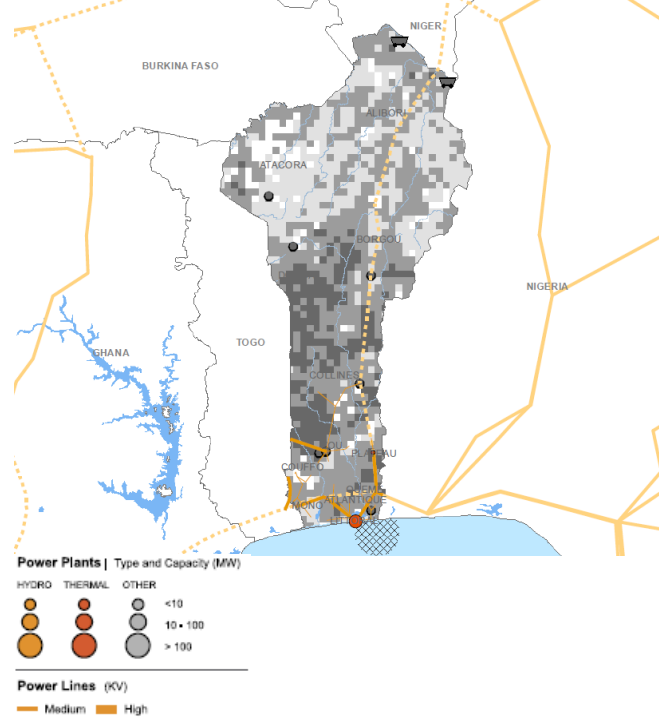 NIGER
BURKINA FASO
ALIBORI
ATACORA
BORGOU
NIGERIA
TOGO
GHANA
COLLINES
PLATEAU
COUFFO
MONO
ATLANTIQUE
Power Plants | Type and Capacity (MW)
HYDRO THERMAL OTHER
<10
10 - 100
> 100
Power Lines (KV)
Medium High